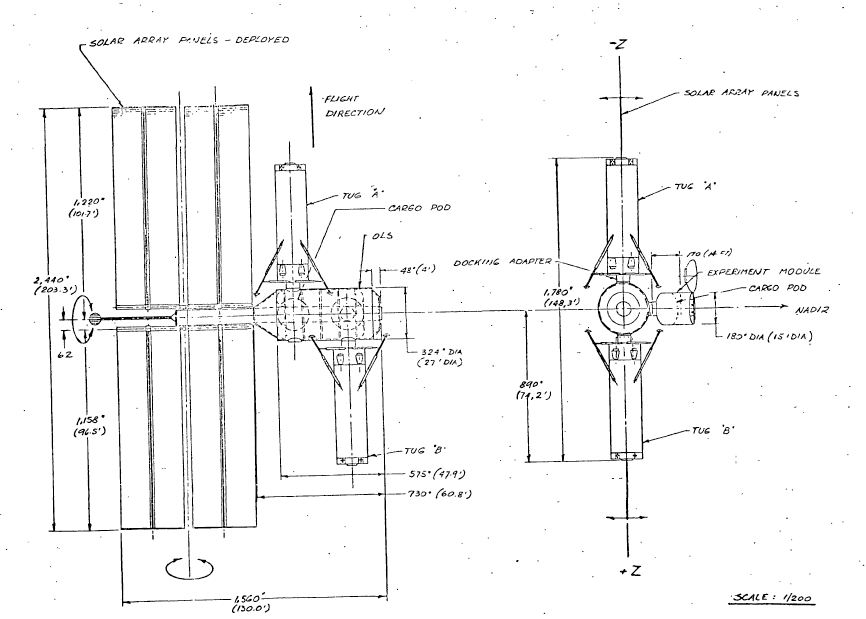 SOLAR ARRAY PANELS - DEPLOYED
FLIGHT
DIRECTION
TUG "A"
CARGO POD
OLS
48" (4')
1,220"
(101.7')
2,440"
(203.3')
62
1,158"
(96.5')
324" DIA
(27' DIA)
TUG "B"
575" (47.9')
730" (60.8')
1,560"
(130.0')
-Z
SOLAR ARRAY PANELS
TUG "A"
DOCKING ADAPTER
170
EXPERIMENT MODULE
CARGO POD
1,780"
(148,3')
NADIR
180" DIA (15' DIA)
890"
(74,2')
TUG "B"
+Z
SCALE: 1/200